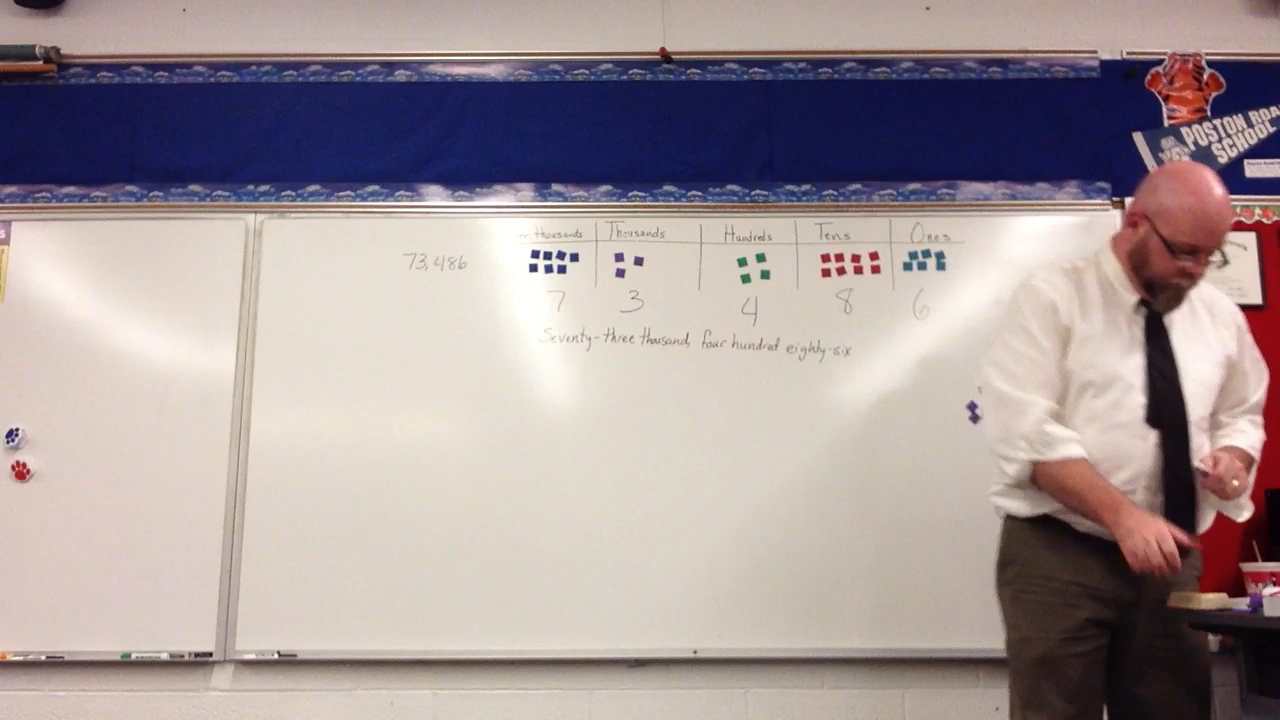 POSTON ROAD
SCHOOL
thousands Thousands Hundreds Tens Ones
73,486
7 3 4 8 6
Seventy-three thousand, four hundred eighty-six